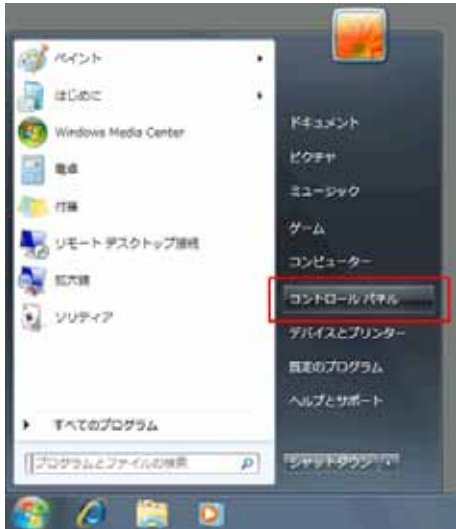 ペイント
はじめに
Windows Media Center
電卓
付箋
リモート デスクトップ接続
拡大鏡
ソリティア
すべてのプログラム
プログラムとファイルの検索
ドキュメント
ピクチャ
ミュージック
ゲーム
コンピューター
コントロール パネル
デバイスとプリンター
既定のプログラム
ヘルプとサポート
シャットダウン